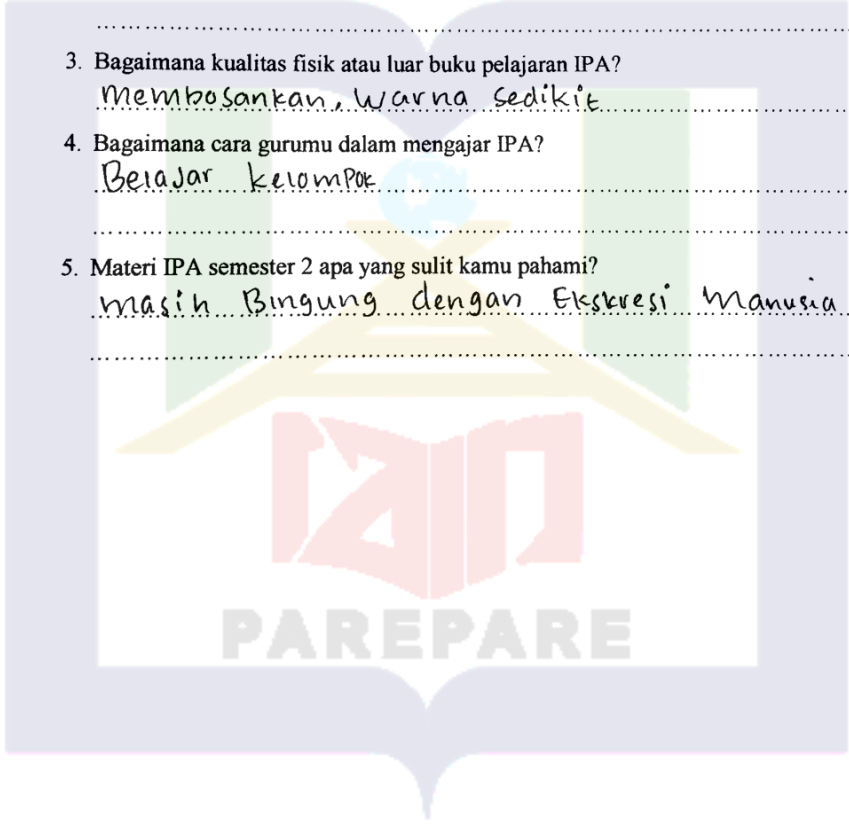 3. Bagaimana kualitas fisik atau luar buku pelajaran IPA?
Membosankan, Warna Sedikit
4. Bagaimana cara gurumu dalam mengajar IPA?
Belajar kelompok
5. Materi IPA semester 2 apa yang sulit kamu pahami?
masih Bingung dengan Ekskresi Manusia
iain
PAREPARE